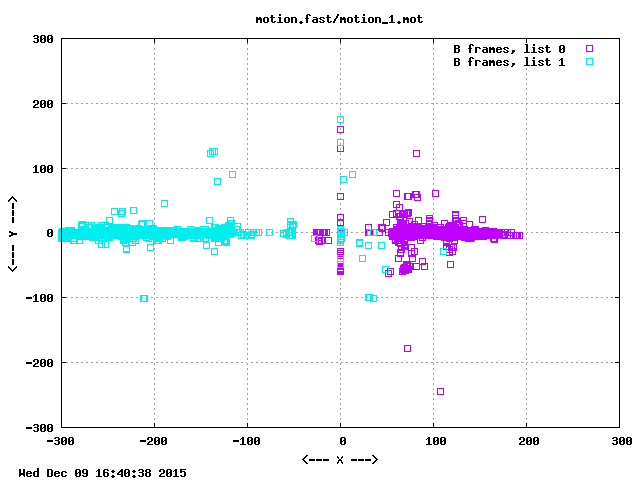 motion.fast/motion_1.mot
B frames, list 0
B frames, list 1
300
200
100
0
-100
-200
-300
<--- Y --->
-300
-200
-100
0
100
200
300
<--- X --->
Wed Dec 09 16:40:38 2015